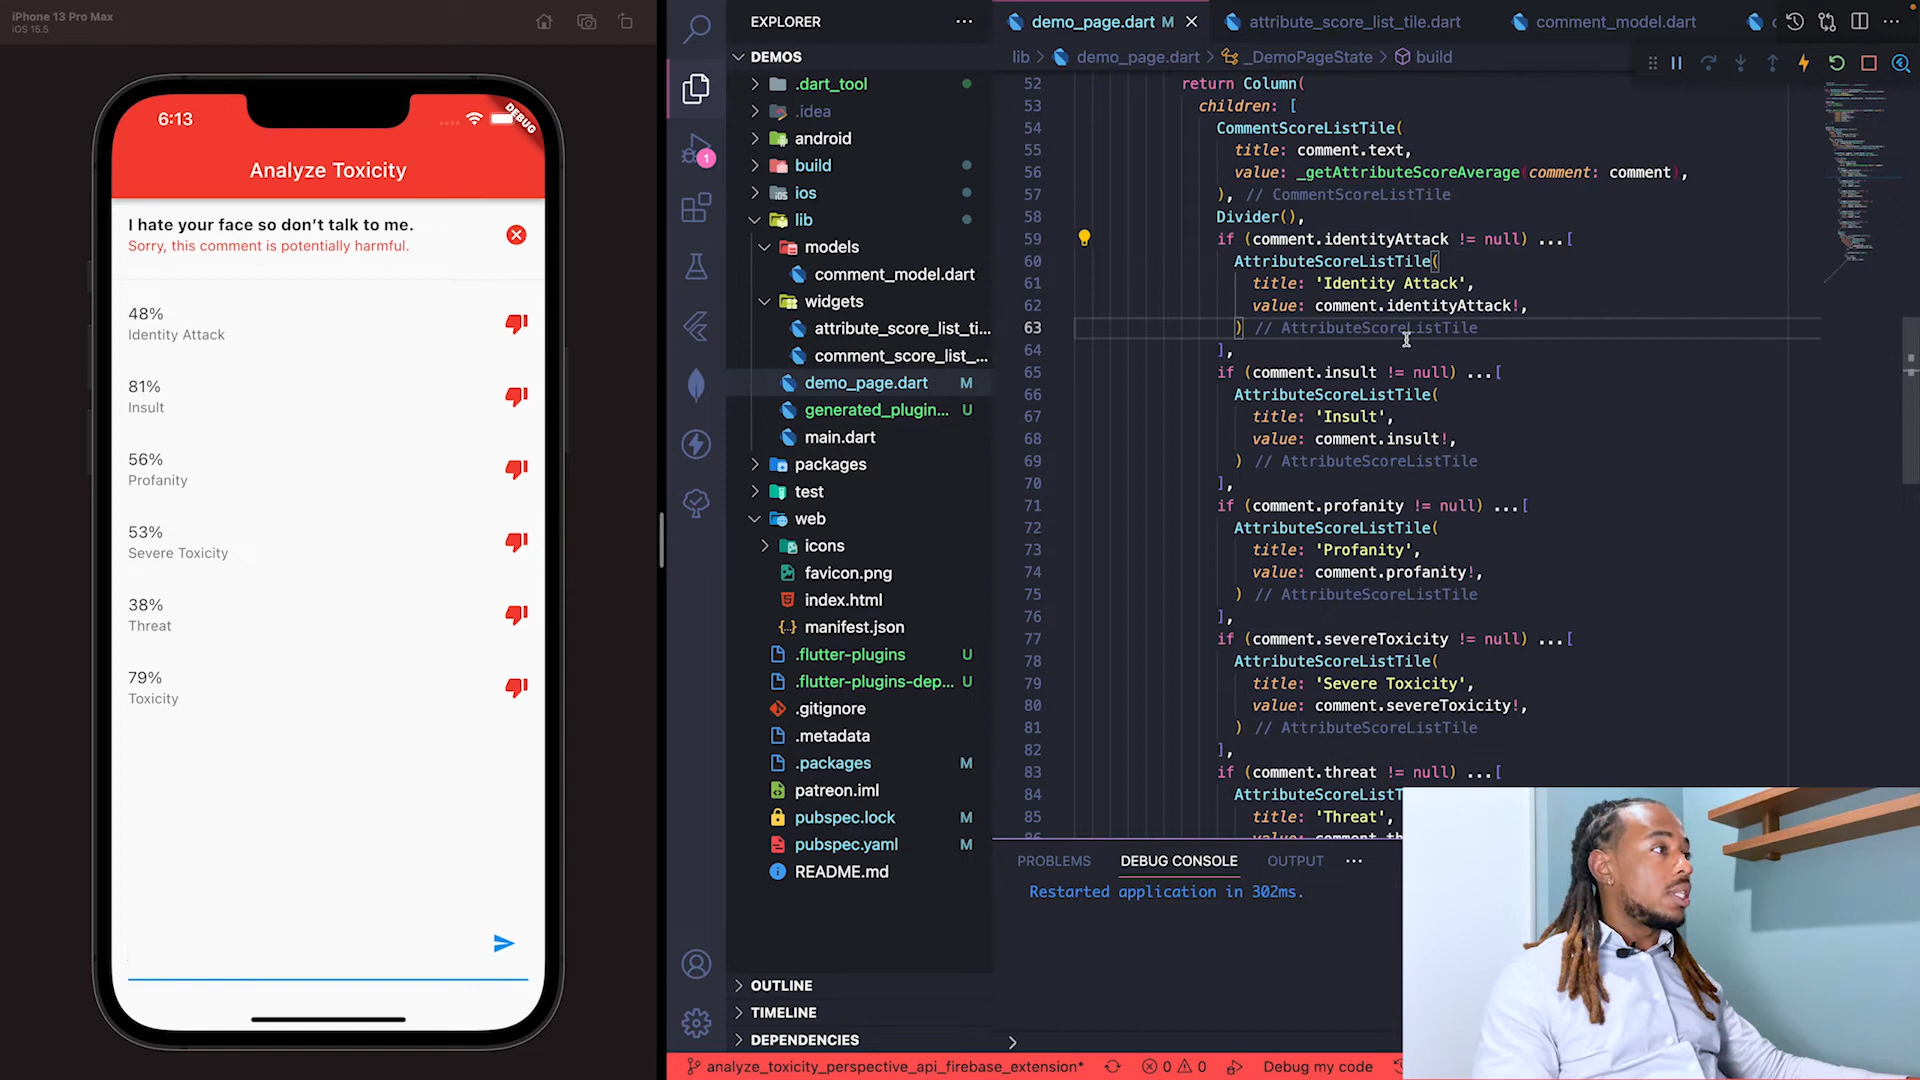 iPhone 13 Pro Max
iOS 15.5
6:13
DEBUG
Analyze Toxicity
I hate your face so don't talk to me.
Sorry, this comment is potentially harmful.
48%
Identity Attack
81%
Insult
56%
Profanity
53%
Severe Toxicity
38%
Threat
79%
Toxicity
1
EXPLORER
DEMOS
.dart_tool
.idea
android
build
ios
lib
models
comment_model.dart
widgets
attribute_score_list_ti...
comment_score_list_...
demo_page.dart M
generated_plugin... U
main.dart
packages
test
web
icons
favicon.png
index.html
manifest.json
.flutter-plugins U
.flutter-plugins-dep... U
.gitignore
.metadata
.packages M
patreon.iml
pubspec.lock M
pubspec.yaml M
README.md
OUTLINE
TIMELINE
DEPENDENCIES
demo_page.dart M attribute_score_list_tile.dart comment_model.dart
lib > demo_page.dart > _DemoPageState > build
52 return Column(
53 children: [
54 CommentScoreListTile(
55 title: comment.text,
56 value: _getAttributeScoreAverage(comment: comment),
57 ), // CommentScoreListTile
58 Divider(),
59 if (comment.identityAttack != null) ...[
60 AttributeScoreListTile(
61 title: 'Identity Attack',
62 value: comment.identityAttack!,
63 ) // AttributeScoreListTile
64 ],
65 if (comment.insult != null) ...[
66 AttributeScoreListTile(
67 title: 'Insult',
68 value: comment.insult!,
69 ) // AttributeScoreListTile
70 ],
71 if (comment.profanity != null) ...[
72 AttributeScoreListTile(
73 title: 'Profanity',
74 value: comment.profanity!,
75 ) // AttributeScoreListTile
76 ],
77 if (comment.severeToxicity != null) ...[
78 AttributeScoreListTile(
79 title: 'Severe Toxicity',
80 value: comment.severeToxicity!,
81 ) // AttributeScoreListTile
82 ],
83 if (comment.threat != null) ...[
84 AttributeScoreListT
85 title: 'Threat',
PROBLEMS DEBUG CONSOLE OUTPUT ...
Restarted application in 302ms.
analyze_toxicity_perspective_api_firebase_extension* 0 0 Debug my code